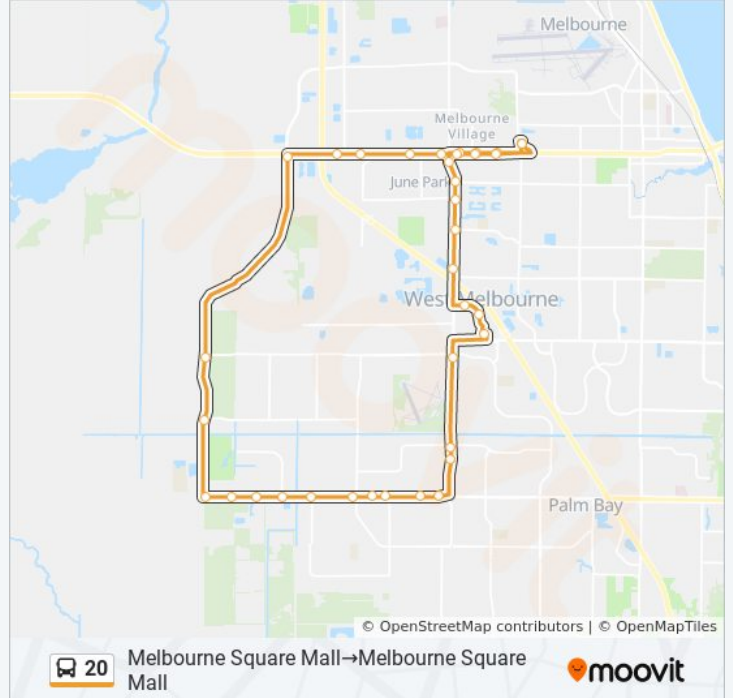 Melbourne
Melbourne
Village
June Park
West Melbourne
Palm Bay
© OpenStreetMap contributors | © OpenMapTiles
20
Melbourne Square Mall→Melbourne Square
Mall
moovit
moovit